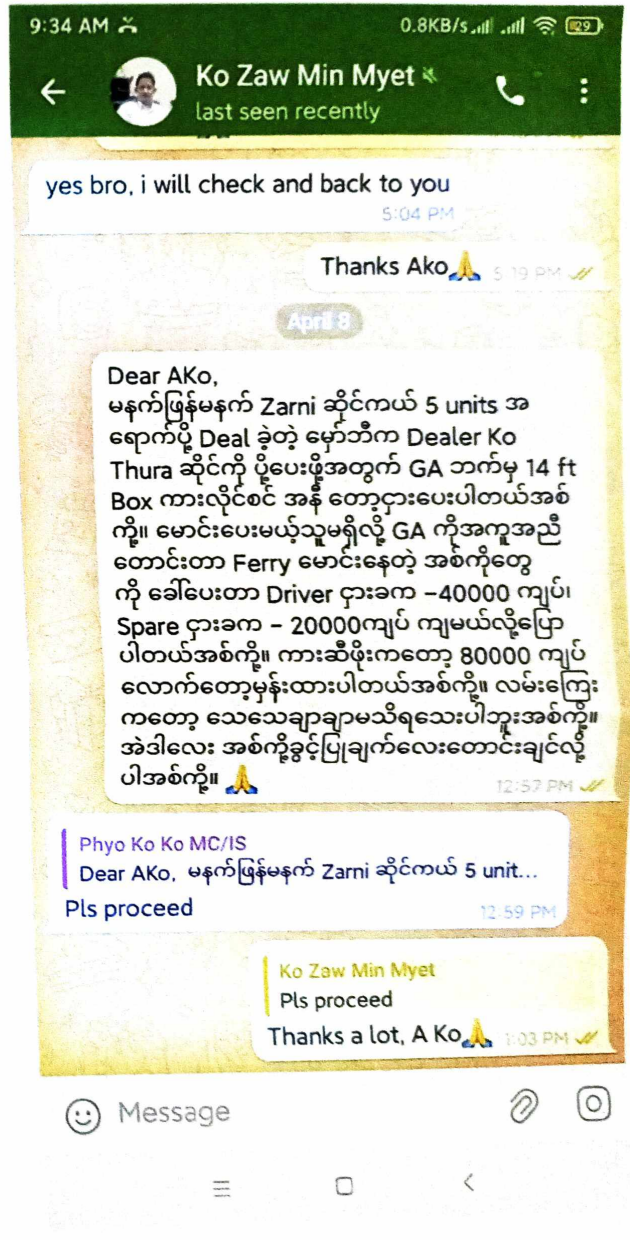 9:34 AM
0.8KB/s
29
Ko Zaw Min Myet
last seen recently
yes bro, i will check and back to you
5:04 PM
Thanks Ako🙏 5:19 PM
April 8
Dear AKo,
မနက်ဖြန်မနက် Zarni ဆိုင်ကယ် 5 units အ
ရောက်ပို့ Deal ခဲ့တဲ့ မှော်ဘီက Dealer Ko
Thura ဆိုင်ကို ပို့ပေးဖို့အတွက် GA ဘက်မှ 14 ft
Box ကားလိုင်စင် အနီ တော့ငှားပေးပါတယ်အစ်
ကို။ မောင်းပေးမယ့်သူမရှိလို့ GA ကိုအကူအညီ
တောင်းတာ Ferry မောင်းနေတဲ့ အစ်ကိုတွေ
ကို ခေါ်ပေးတာ Driver ငှားခက –40000 ကျပ်၊
Spare ငှားခက – 20000ကျပ် ကျမယ်လို့ပြော
ပါတယ်အစ်ကို။ ကားဆီဖိုးကတော့ 80000 ကျပ်
လောက်တော့မှန်းထားပါတယ်အစ်ကို။ လမ်းကြေး
ကတော့ သေသေချာချာမသိရသေးပါဘူးအစ်ကို။
အဲဒါလေး အစ်ကို့ခွင့်ပြုချက်လေးတောင်းချင်လို့
ပါအစ်ကို။ 🙏 12:57 PM
Phyo Ko Ko MC/IS
Dear AKo, မနက်ဖြန်မနက် Zarni ဆိုင်ကယ် 5 unit...
Pls proceed
12:59 PM
Ko Zaw Min Myet
Pls proceed
Thanks a lot, A Ko🙏 1:03 PM
Message